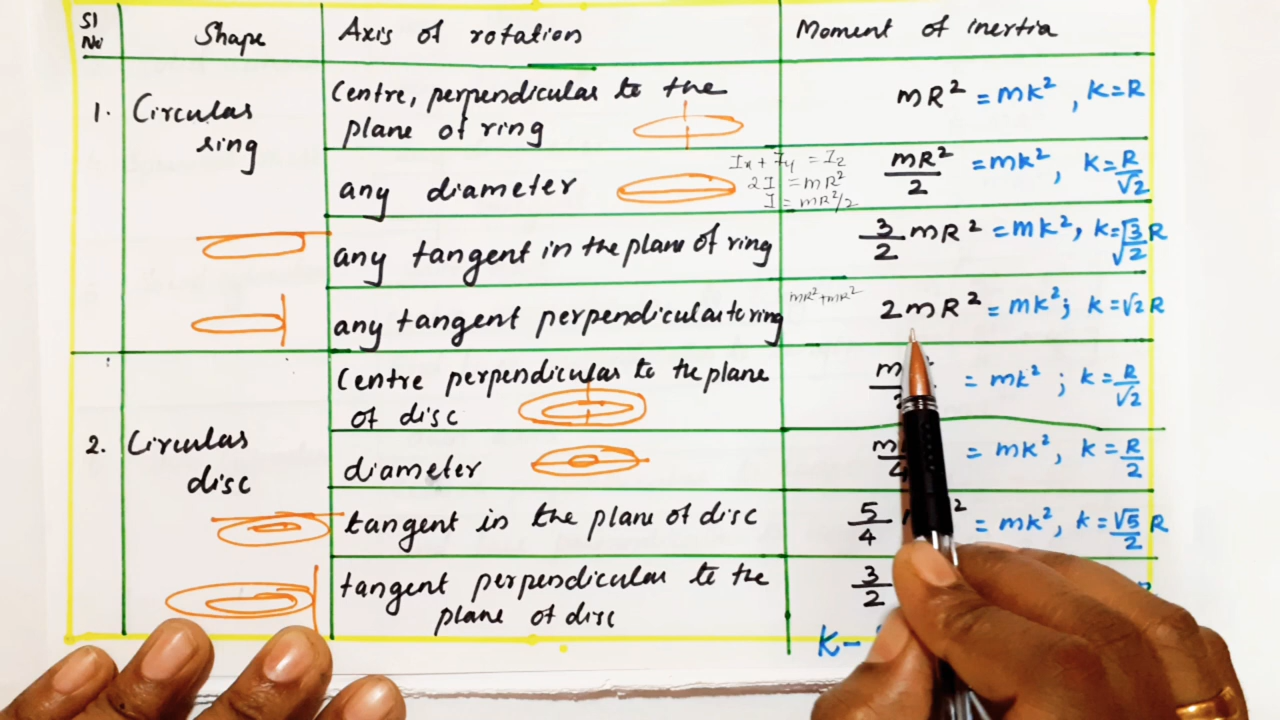 Sl No Shape Axis of rotation Moment of inertia
1. Circular ring
Centre, perpendicular to the
plane of ring
mR² = mk², k=R
any diameter
Ix + Iy = Iz
2I = mR²
I = mR²/2
mR²/2 = mk², k=R/√2
any tangent in the plane of ring
3/2 mR² = mk², k=√3/√2 R
any tangent perpendicular to ring
mR²+mR²
2mR² = mk²; k=√2R
2. Circular disc
Centre perpendicular to the plane
of disc
= mk²; k=R/√2
diameter
= mk², k=R/2
tangent in the plane of disc
5/4 = mk², k=√5/2 R
tangent perpendicular to the
plane of disc
3/2
K-